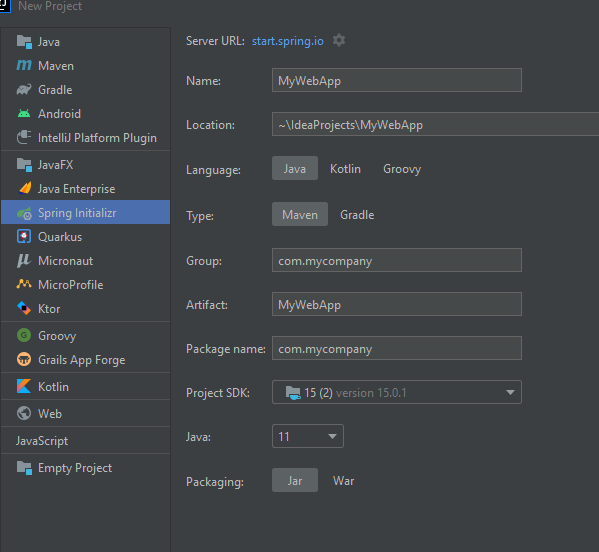 New Project
Java
Maven
Gradle
Android
IntelliJ Platform Plugin
JavaFX
Java Enterprise
Spring Initializr
Quarkus
Micronaut
MicroProfile
Ktor
Groovy
Grails App Forge
Kotlin
Web
JavaScript
Empty Project
Server URL: start.spring.io
Name: MyWebApp
Location: ~\IdeaProjects\MyWebApp
Language: Java Kotlin Groovy
Type: Maven Gradle
Group: com.mycompany
Artifact: MyWebApp
Package name: com.mycompany
Project SDK: 15 (2) version 15.0.1
Java: 11
Packaging: Jar War